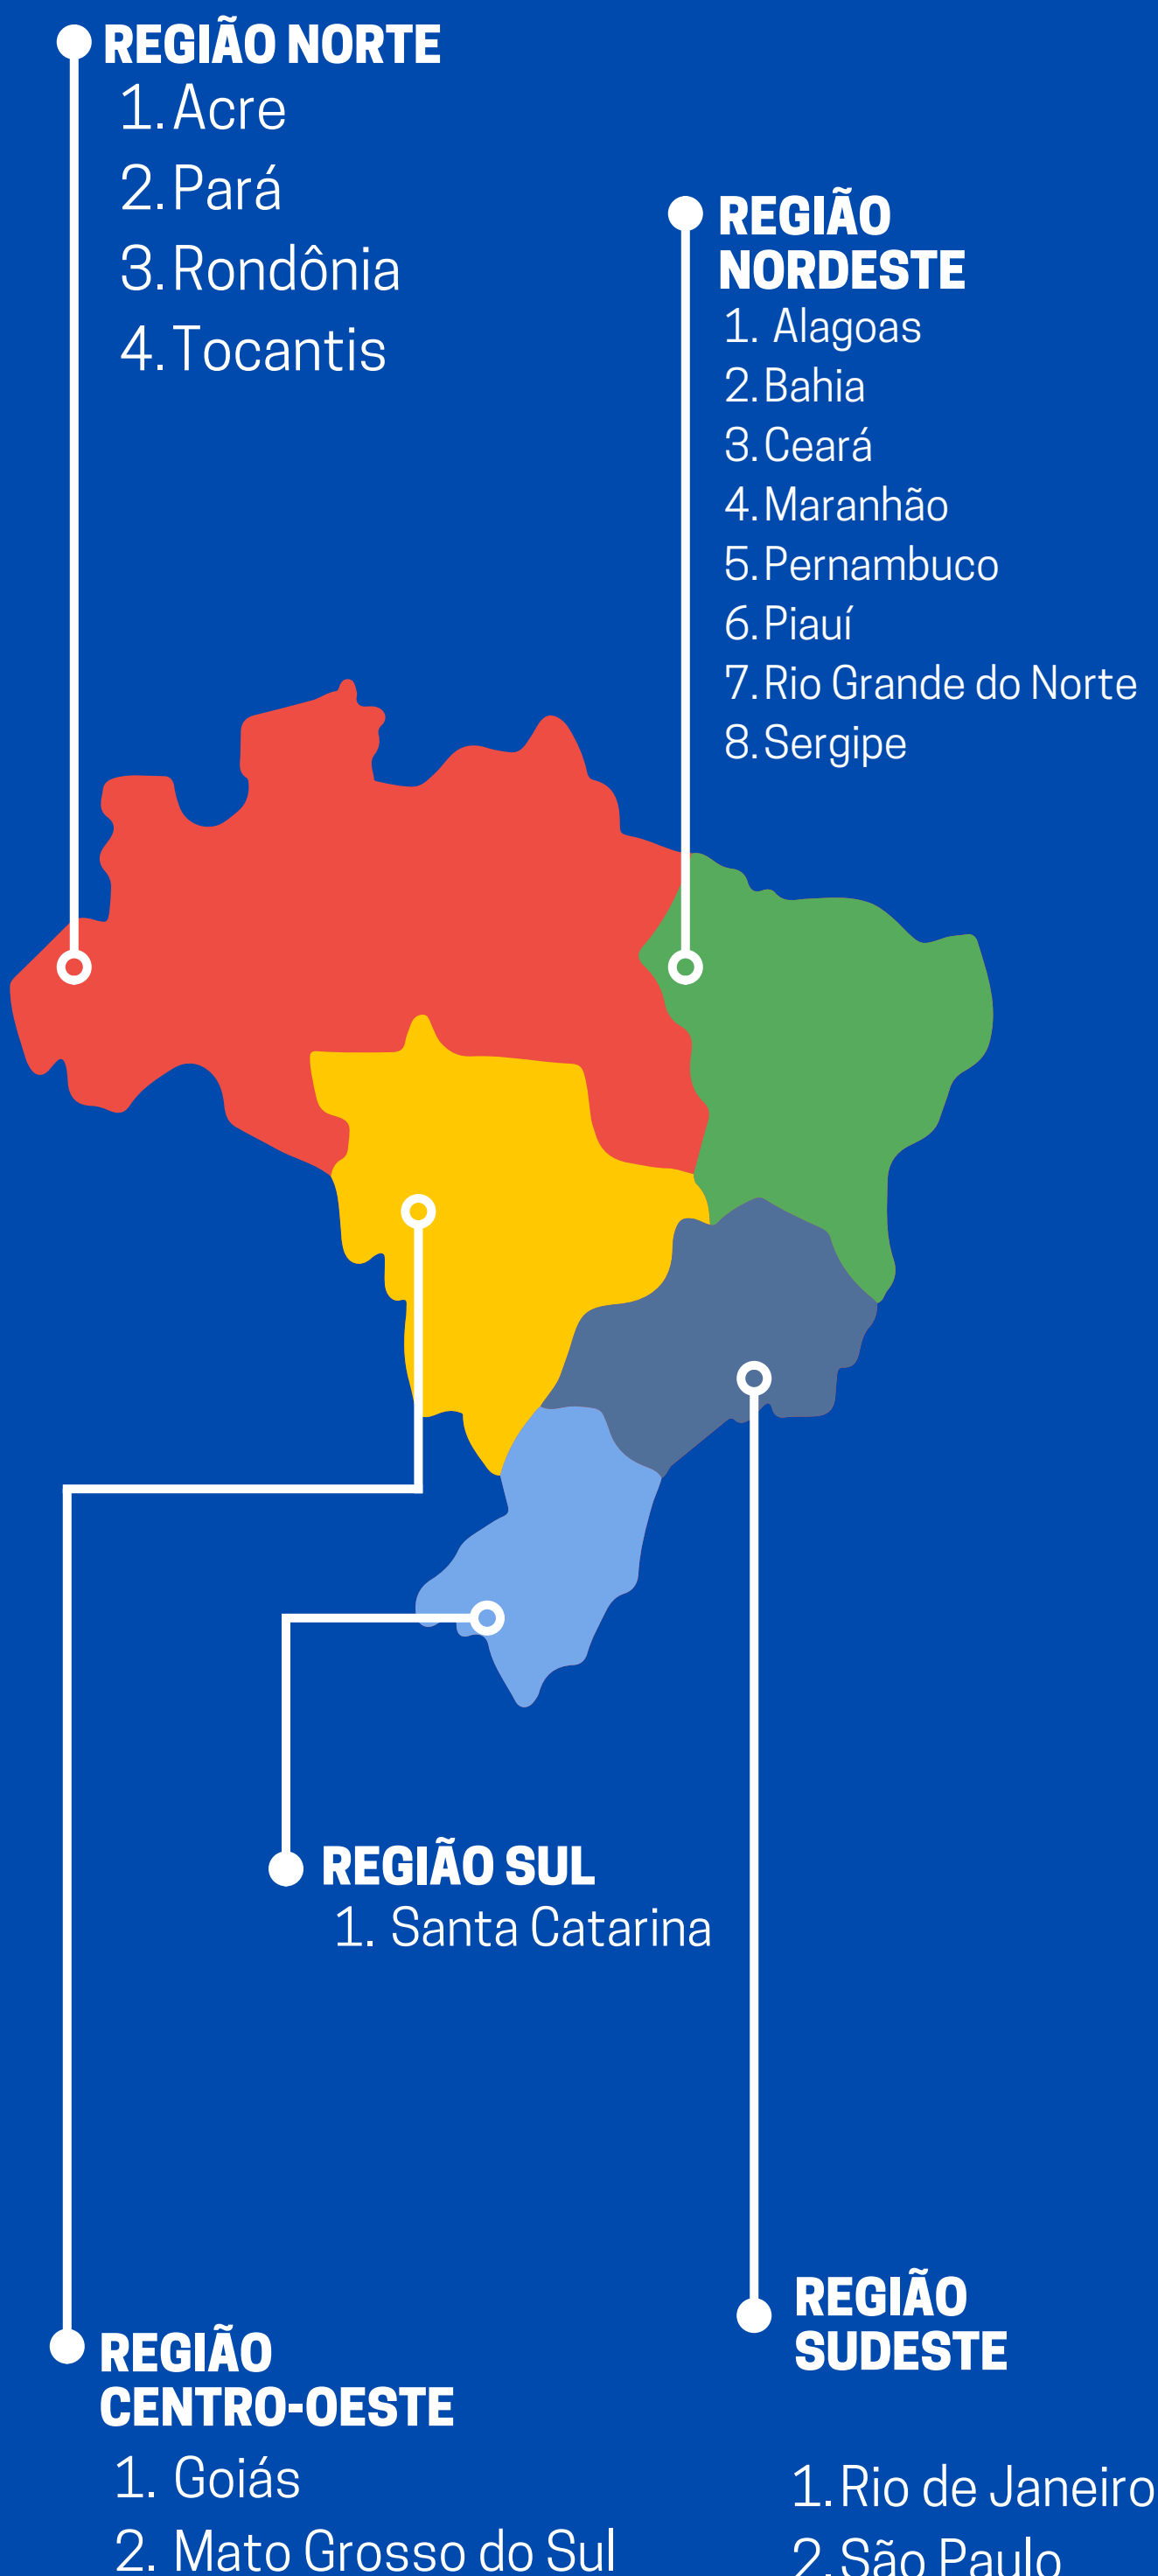 REGIÃO NORTE
1. Acre
2. Pará
3. Rondônia
4. Tocantis
REGIÃO
NORDESTE
1. Alagoas
2. Bahia
3. Ceará
4. Maranhão
5. Pernambuco
6. Piauí
7. Rio Grande do Norte
8. Sergipe
REGIÃO SUL
1. Santa Catarina
REGIÃO
CENTRO-OESTE
1. Goiás
2. Mato Grosso do Sul
REGIÃO
SUDESTE
1. Rio de Janeiro
2. São Paulo